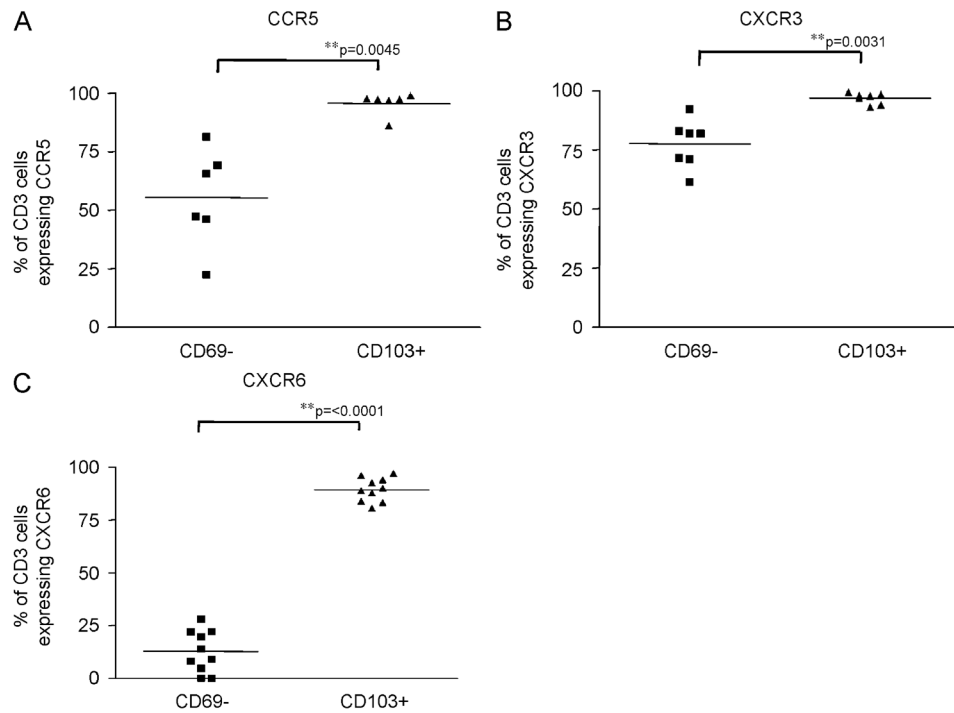 A
CCR5
**p=0.0045
% of CD3 cells
expressing CCR5
100
75
50
25
0
CD69-
CD103+
B
CXCR3
**p=0.0031
% of CD3 cells
expressing CXCR3
100
75
50
25
0
CD69-
CD103+
C
CXCR6
**p=<0.0001
% of CD3 cells
expressing CXCR6
100
75
50
25
0
CD69-
CD103+